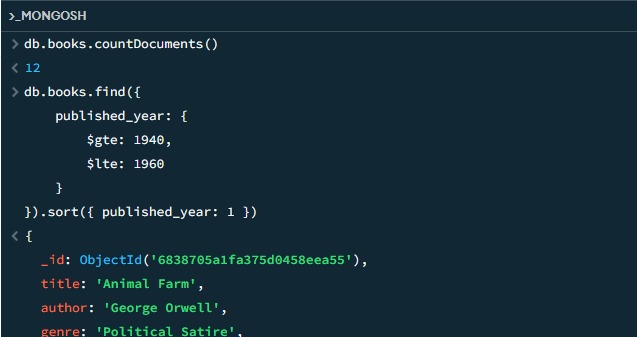 >_MONGOSH
> db.books.countDocuments()
< 12
> db.books.find({
    published_year: {
        $gte: 1940,
        $lte: 1960
    }
}).sort({ published_year: 1 })
< {
  _id: ObjectId('6838705a1fa375d0458eea55'),
  title: 'Animal Farm',
  author: 'George Orwell',
  genre: 'Political Satire',